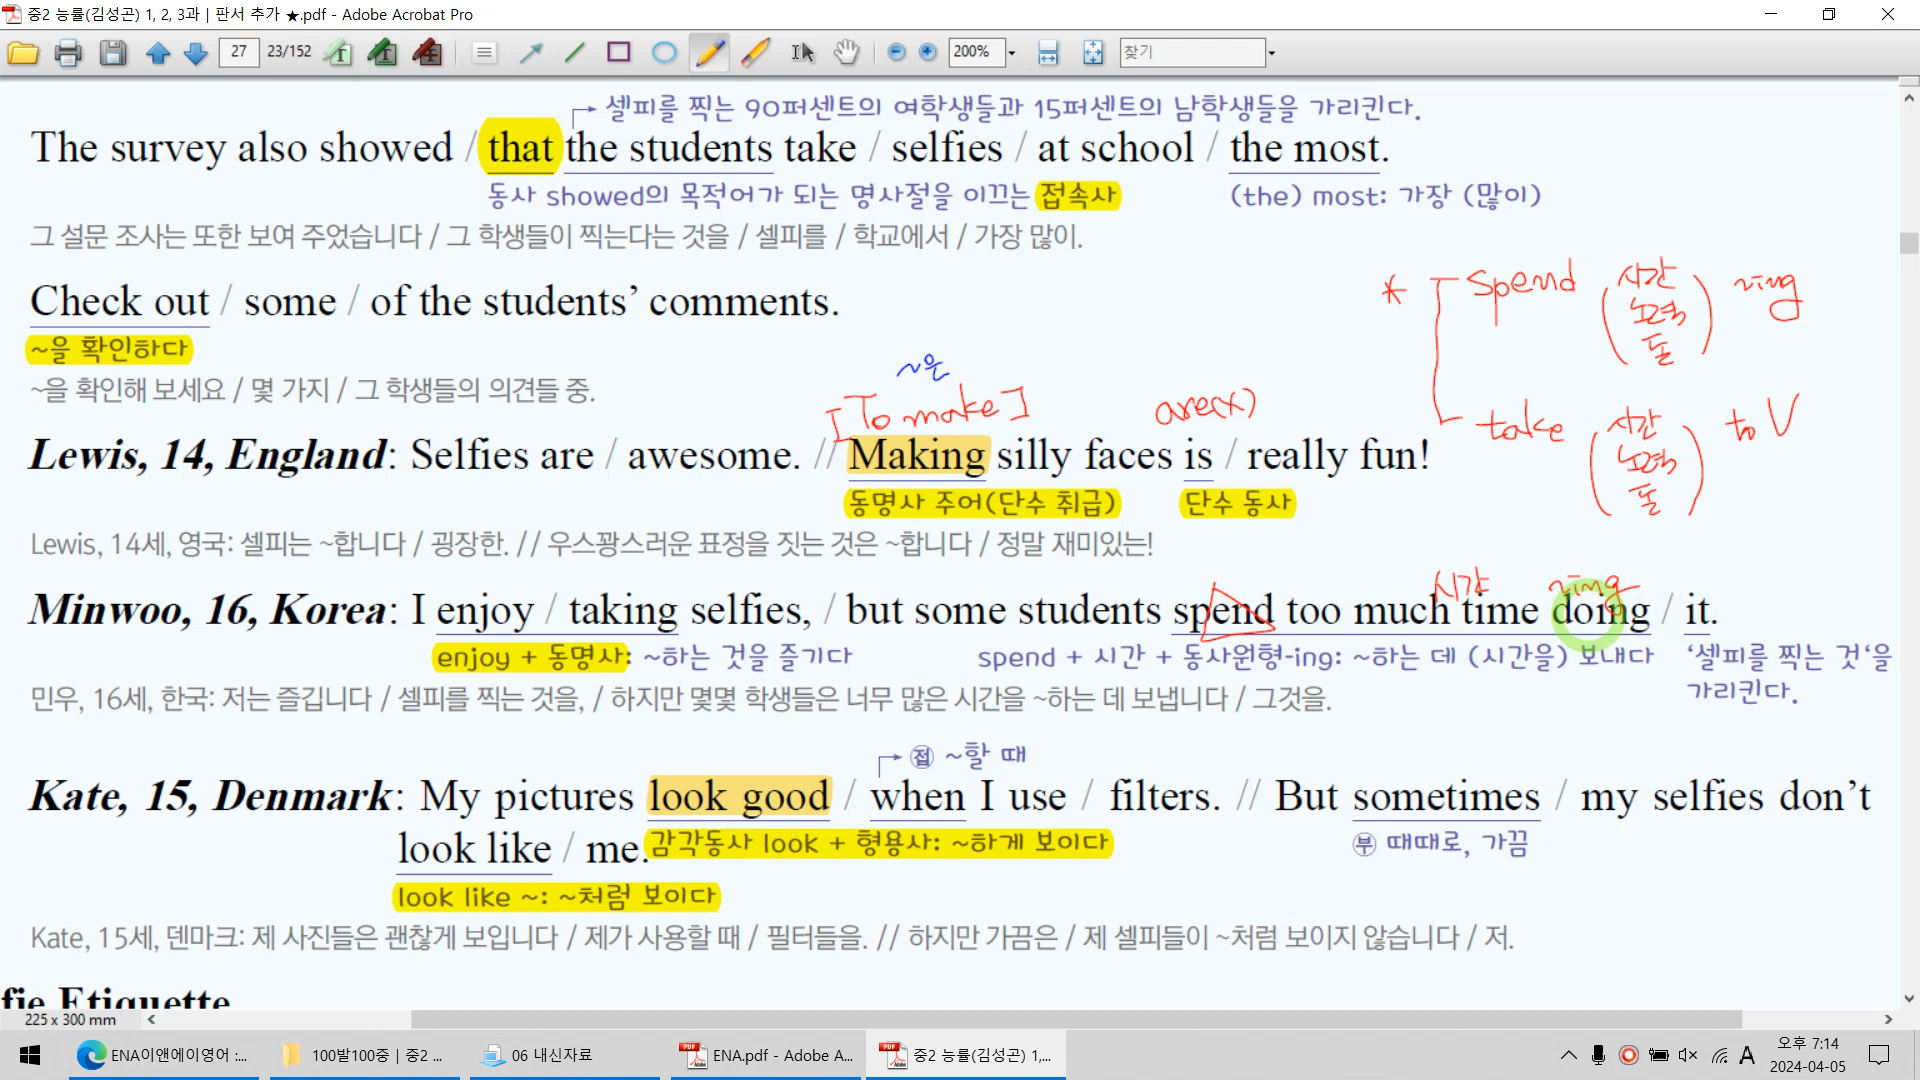 중2 능률(김성곤) 1, 2, 3과 | 판서 추가 ★.pdf - Adobe Acrobat Pro
27 23/152 200% 찾기
셀피를 찍는 90퍼센트의 여학생들과 15퍼센트의 남학생들을 가리킨다.
The survey also showed / that the students take / selfies / at school / the most.
동사 showed의 목적어가 되는 명사절을 이끄는 접속사 (the) most: 가장 (많이)
그 설문 조사는 또한 보여 주었습니다 / 그 학생들이 찍는다는 것을 / 셀피를 / 학교에서 / 가장 많이.
* spend (시간 노력 돈) ~ing
Check out / some / of the students’ comments.
~을 확인하다
~은
~을 확인해 보세요 / 몇 가지 / 그 학생들의 의견들 중.
[To make] are(x)
take (시간 노력 돈) to V
Lewis, 14, England: Selfies are / awesome. // Making silly faces is / really fun!
동명사 주어(단수 취급) 단수 동사
Lewis, 14세, 영국: 셀피는 ~합니다 / 굉장한. // 우스꽝스러운 표정을 짓는 것은 ~합니다 / 정말 재미있는!
시간 ~ing
Minwoo, 16, Korea: I enjoy / taking selfies, / but some students spend too much time doing / it.
enjoy + 동명사: ~하는 것을 즐기다 spend + 시간 + 동사원형-ing: ~하는 데 (시간을) 보내다 ‘셀피를 찍는 것‘을
가리킨다.
민우, 16세, 한국: 저는 즐깁니다 / 셀피를 찍는 것을, / 하지만 몇몇 학생들은 너무 많은 시간을 ~하는 데 보냅니다 / 그것을.
접 ~할 때
Kate, 15, Denmark: My pictures look good / when I use / filters. // But sometimes / my selfies don’t
look like / me. 감각동사 look + 형용사: ~하게 보이다 부 때때로, 가끔
look like ~: ~처럼 보이다
Kate, 15세, 덴마크: 제 사진들은 괜찮게 보입니다 / 제가 사용할 때 / 필터들을. // 하지만 가끔은 / 제 셀피들이 ~처럼 보이지 않습니다 / 저.
fie Etiquette
225 x 300 mm
ENA이앤에이영어 :... 100발100중 | 중2 ... 06 내신자료 ENA.pdf - Adobe A... 중2 능률(김성곤) 1,... A 오후 7:14
2024-04-05